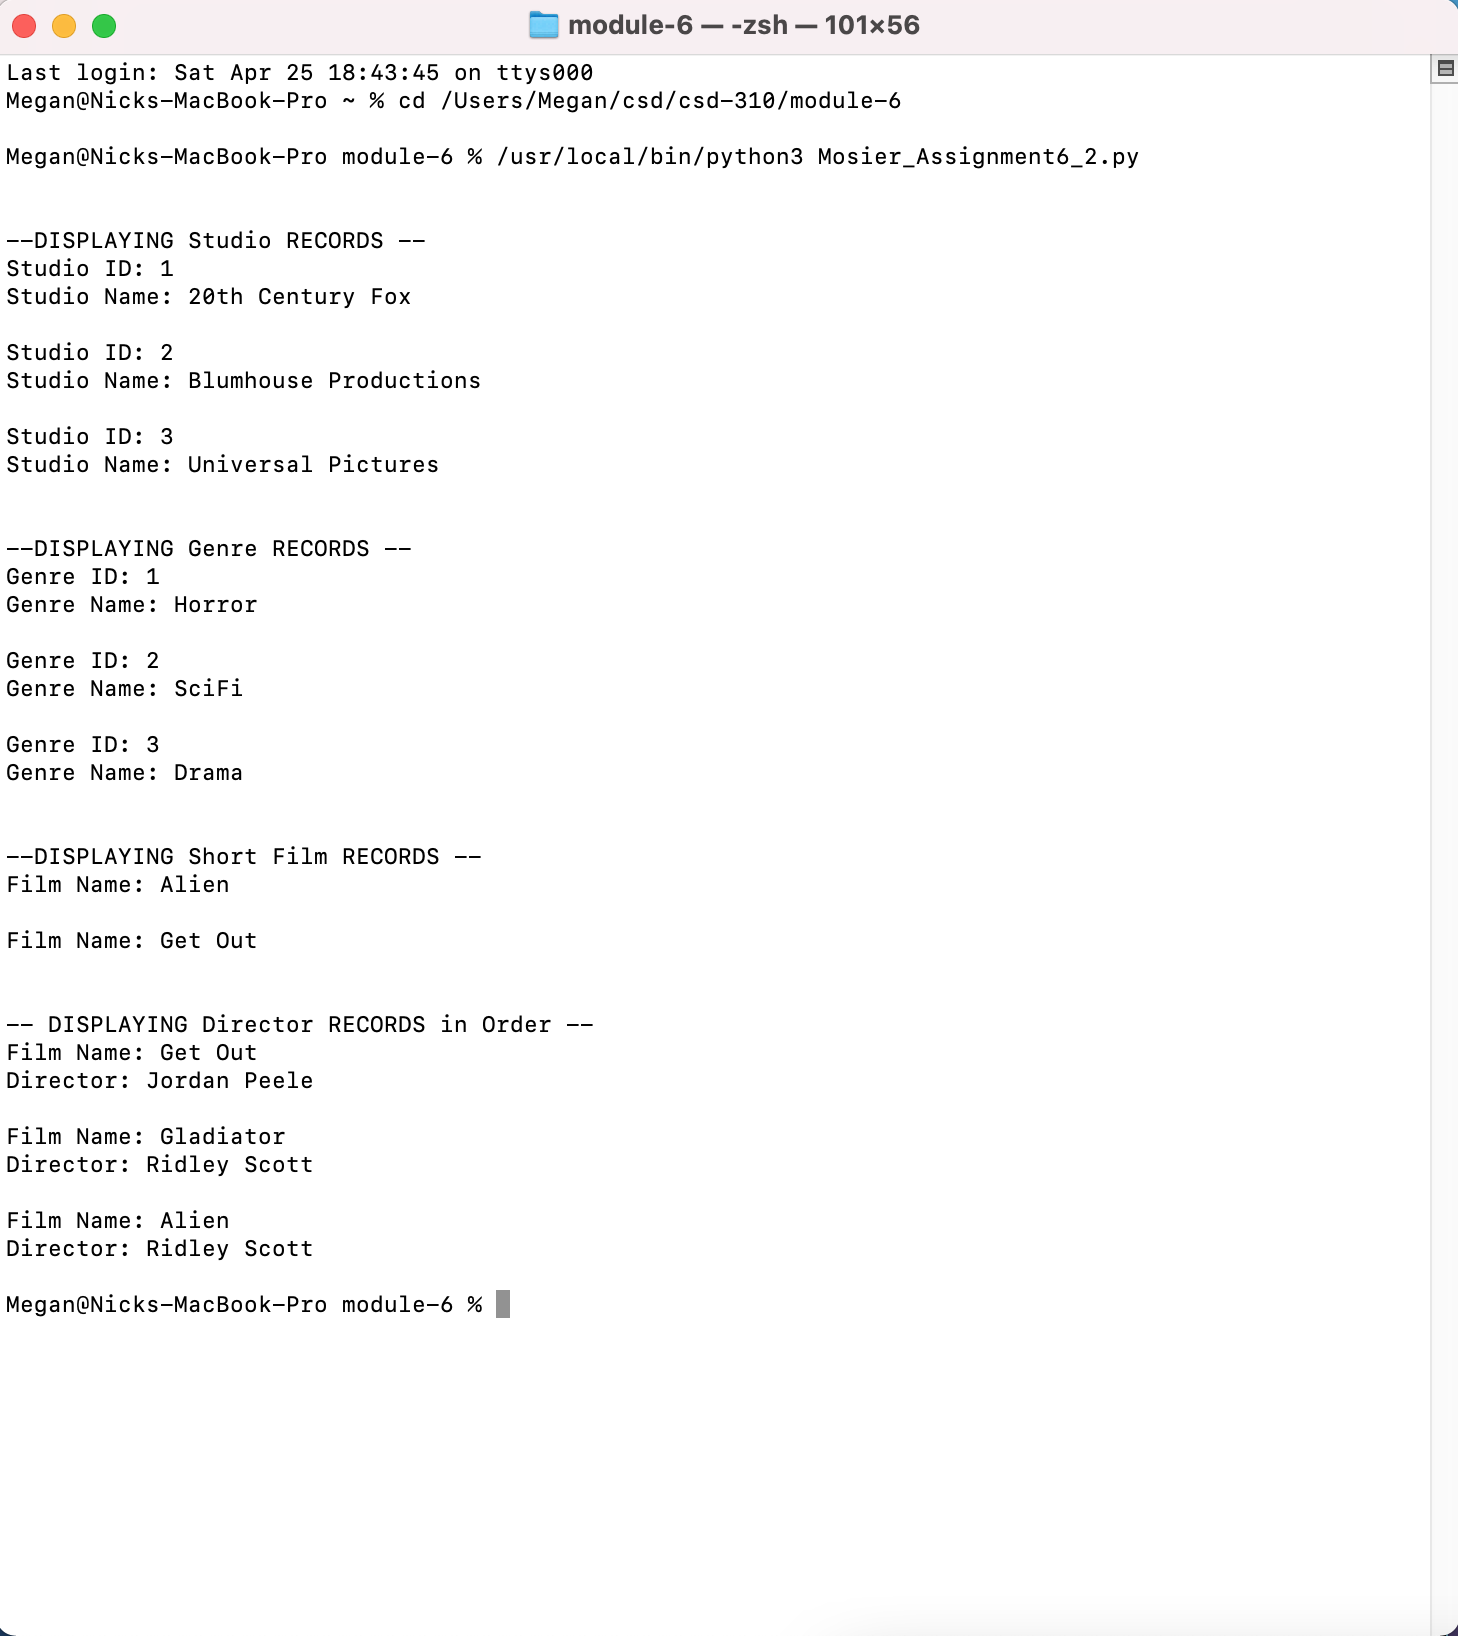 module-6 — -zsh — 101×56
Last login: Sat Apr 25 18:43:45 on ttys000
Megan@Nicks-MacBook-Pro ~ % cd /Users/Megan/csd/csd-310/module-6
Megan@Nicks-MacBook-Pro module-6 % /usr/local/bin/python3 Mosier_Assignment6_2.py
--DISPLAYING Studio RECORDS --
Studio ID: 1
Studio Name: 20th Century Fox
Studio ID: 2
Studio Name: Blumhouse Productions
Studio ID: 3
Studio Name: Universal Pictures
--DISPLAYING Genre RECORDS --
Genre ID: 1
Genre Name: Horror
Genre ID: 2
Genre Name: SciFi
Genre ID: 3
Genre Name: Drama
--DISPLAYING Short Film RECORDS --
Film Name: Alien
Film Name: Get Out
-- DISPLAYING Director RECORDS in Order --
Film Name: Get Out
Director: Jordan Peele
Film Name: Gladiator
Director: Ridley Scott
Film Name: Alien
Director: Ridley Scott
Megan@Nicks-MacBook-Pro module-6 %